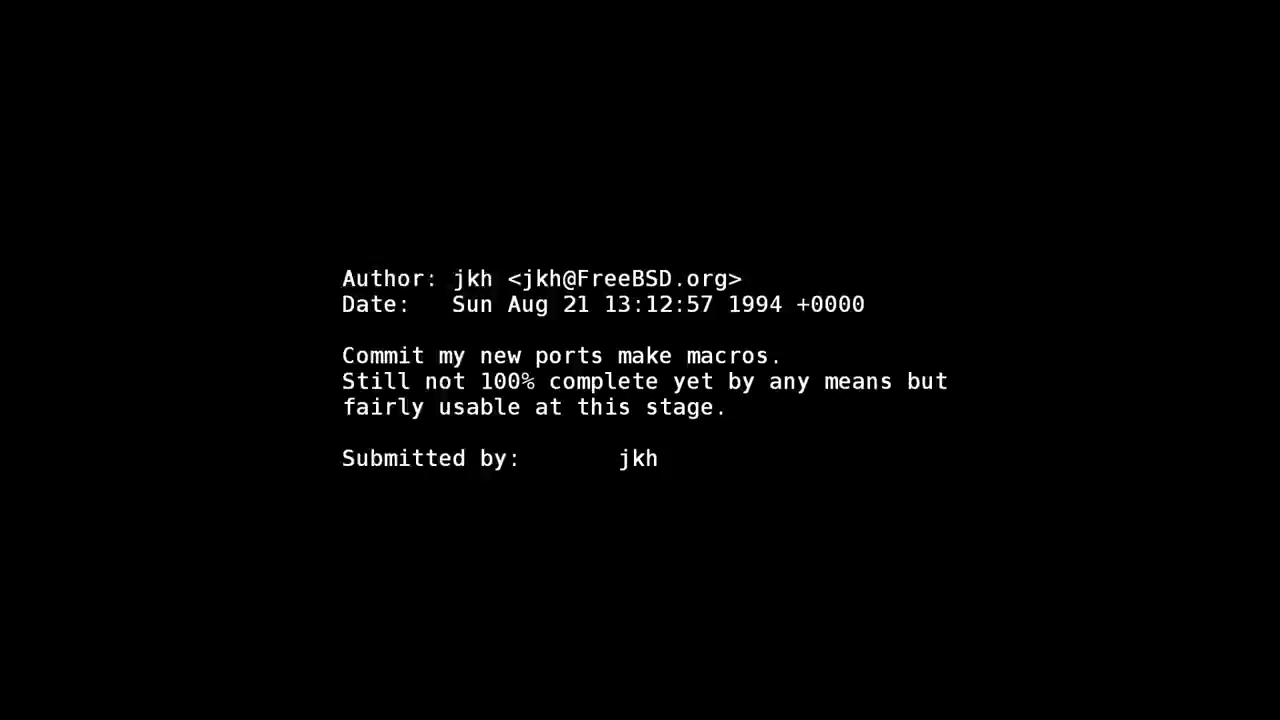 Author: jkh <jkh@FreeBSD.org>
Date:   Sun Aug 21 13:12:57 1994 +0000

Commit my new ports make macros.
Still not 100% complete yet by any means but
fairly usable at this stage.

Submitted by:       jkh